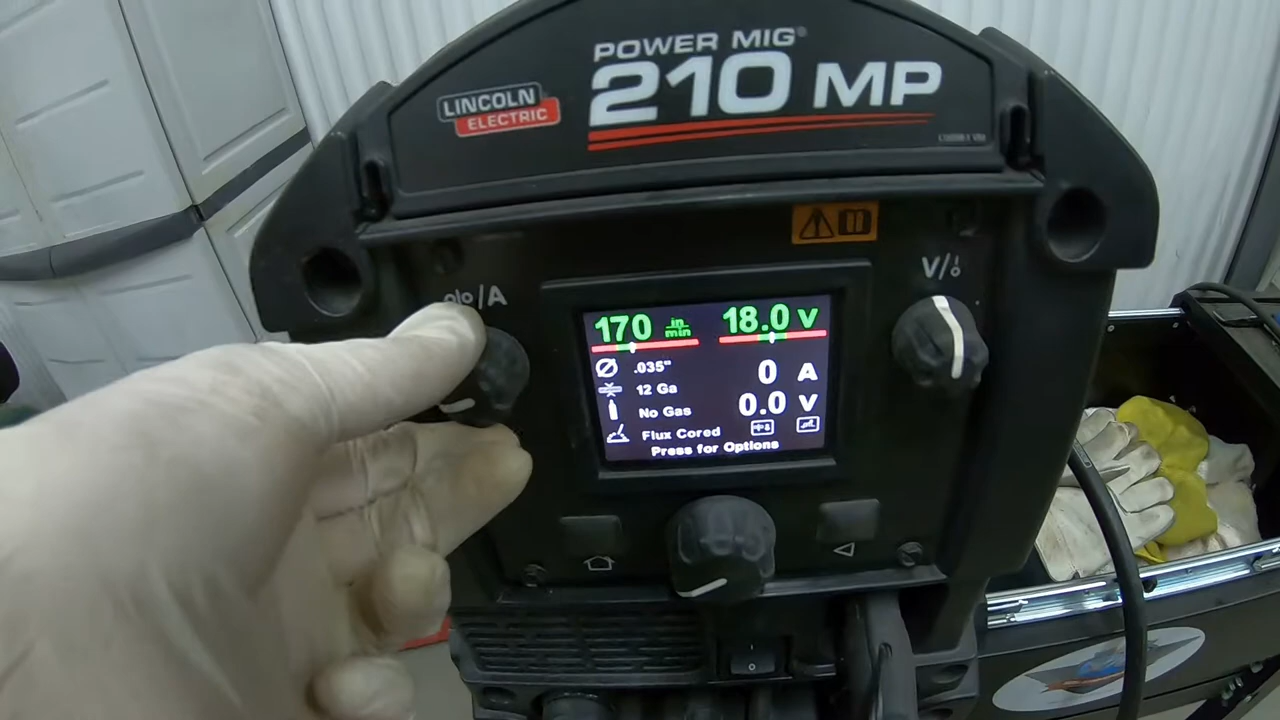 POWER MIG®
210 MP
LINCOLN
ELECTRIC
/A
V/
170 in/min 18.0 V
.035" 0 A
12 Ga
No Gas 0.0 V
Flux Cored
Press for Options